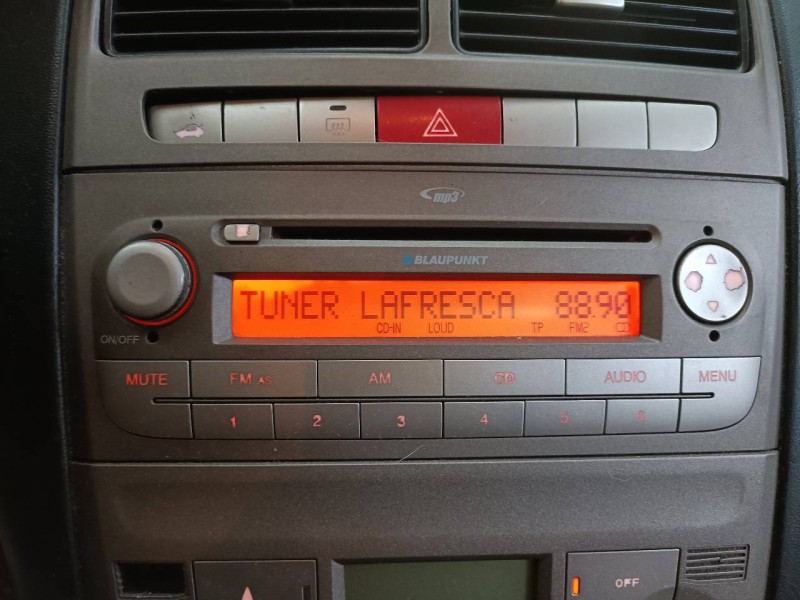 mp3
BLAUPUNKT
TUNER LAFRESCA 88.90
CD-IN LOUD TP FM2
ON/OFF
MUTE FM AS AM CD AUDIO MENU
1 2 3 4 5 6
OFF